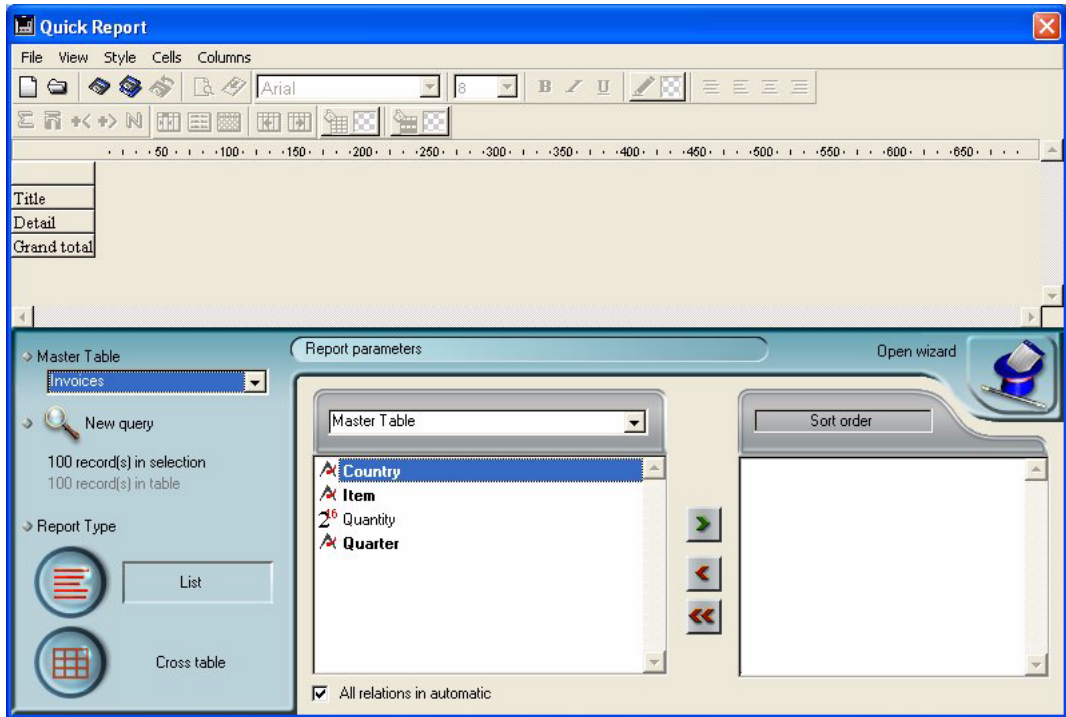 Quick Report
File View Style Cells Columns
Arial 8 B I U
Σ N
50 100 150 200 250 300 350 400 450 500 550 600 650
Title
Detail
Grand total
Master Table
Invoices
New query
100 record(s) in selection
100 record(s) in table
Report Type
List
Cross table
Report parameters
Open wizard
Master Table
Country
Item
2^16 Quantity
Quarter
All relations in automatic
Sort order